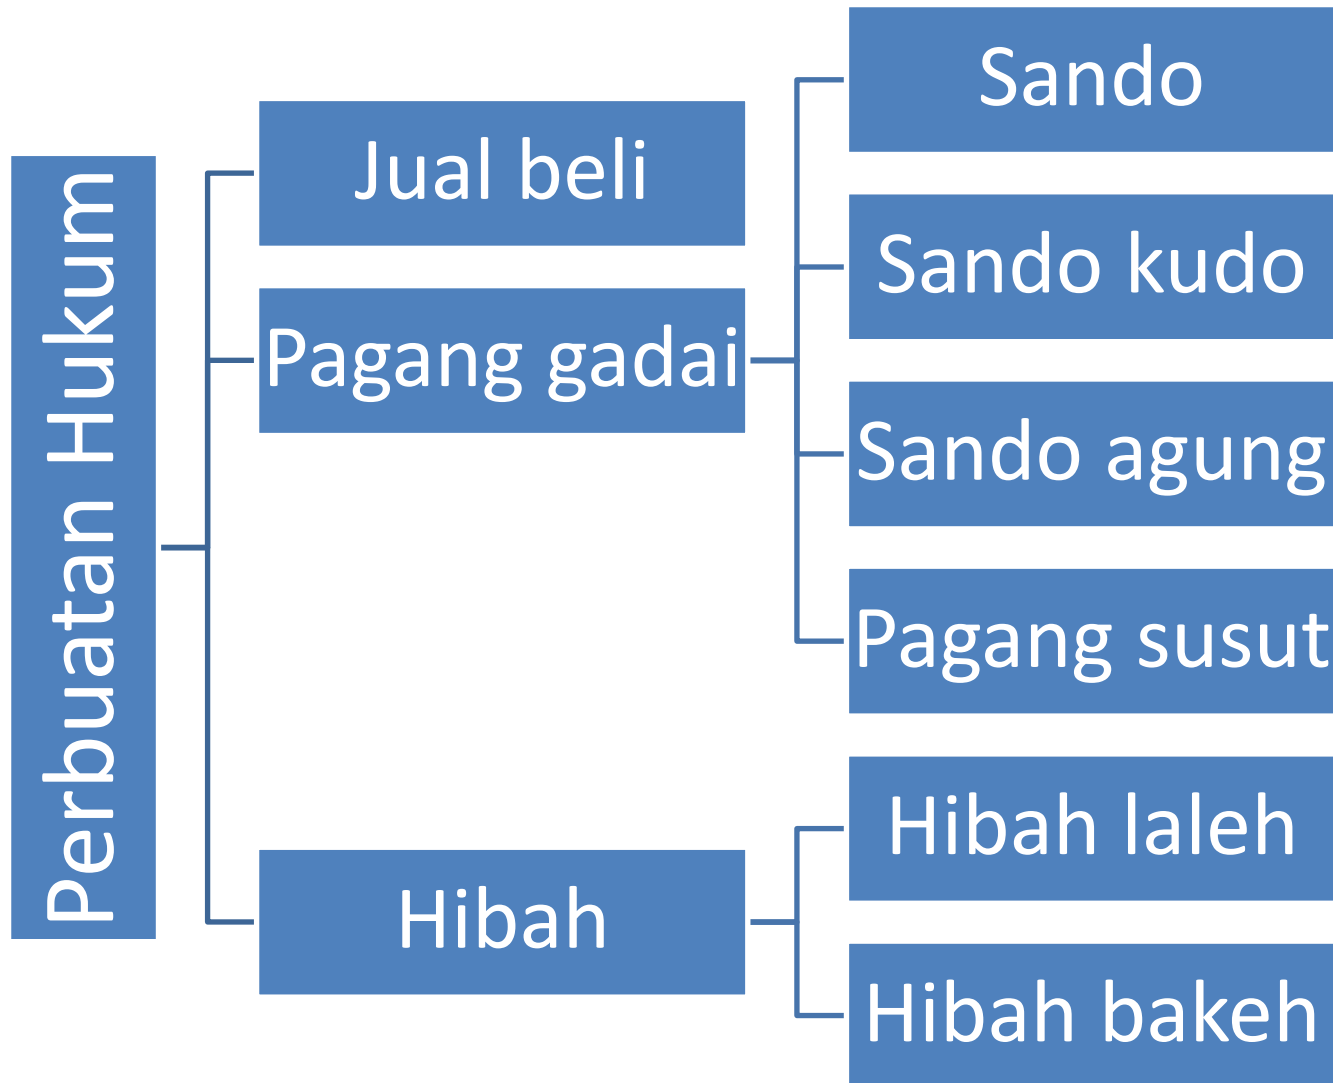 Perbuatan Hukum
Jual beli
Pagang gadai
Sando
Sando kudo
Sando agung
Pagang susut
Hibah
Hibah laleh
Hibah bakeh